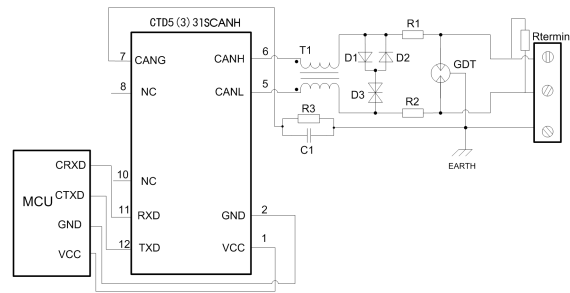 CTD5(3)31SCANH
7 CANG CANH 6 T1
8 NC CANL 5
D1 D2 D3
R1
R2
GDT
Rtermin
R3
C1
EARTH
MCU
CRXD
CTXD
GND
VCC
10 NC
11 RXD GND 2
12 TXD VCC 1